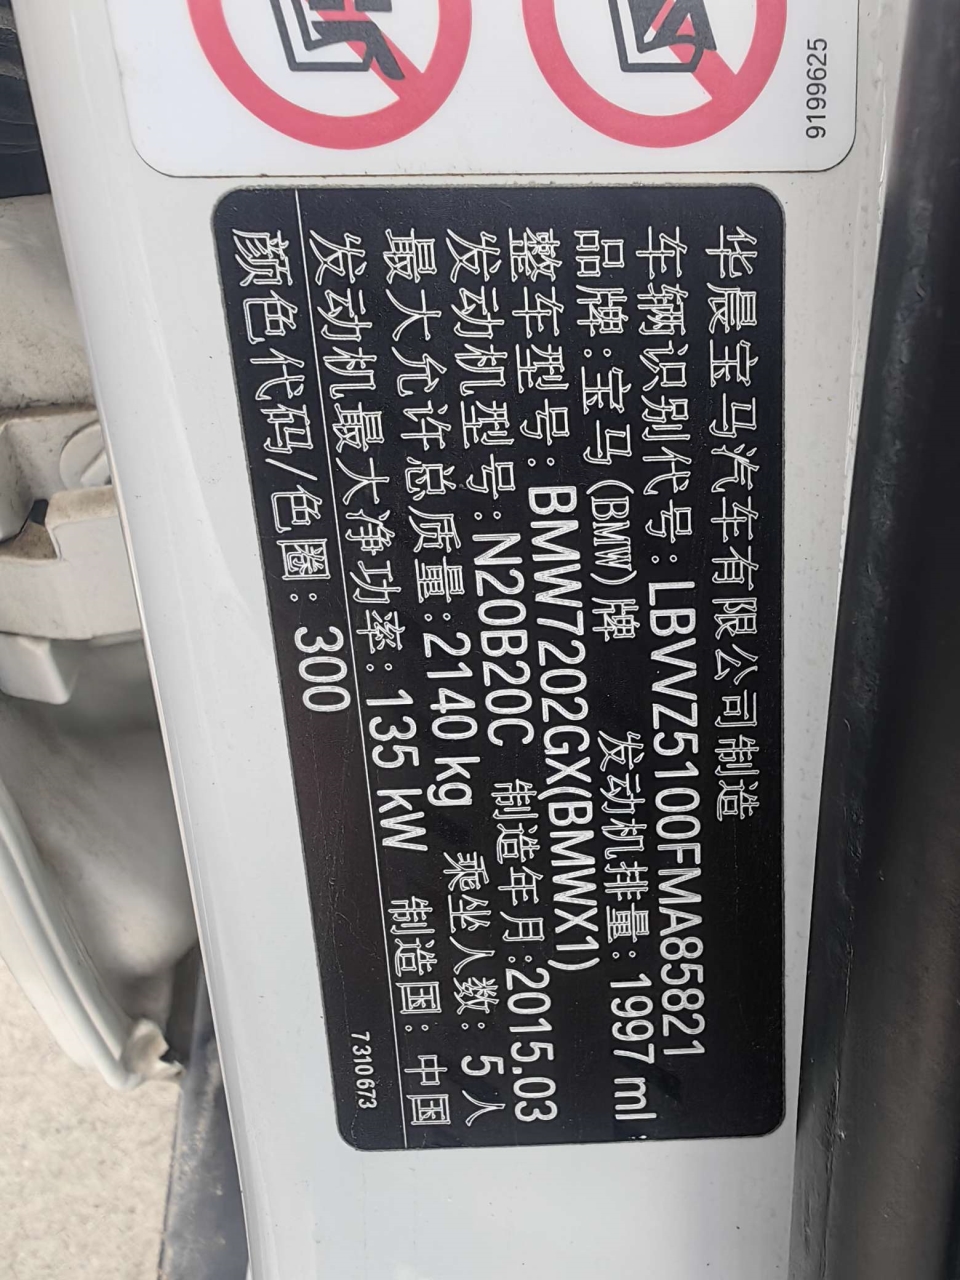 9199625
华晨宝马汽车有限公司制造
车辆识别代号:LBVVZ5100FMA85821
品牌:宝马(BMW)牌 发动机排量:1997 ml
整车型号:BMW7202GX(BMWX1)
发动机型号:N20B20C 制造年月:2015.03
最大允许总质量:2140 kg 乘坐人数:5人
发动机最大净功率:135 kW 制造国:中国
颜色代码/色圈:300
7310673